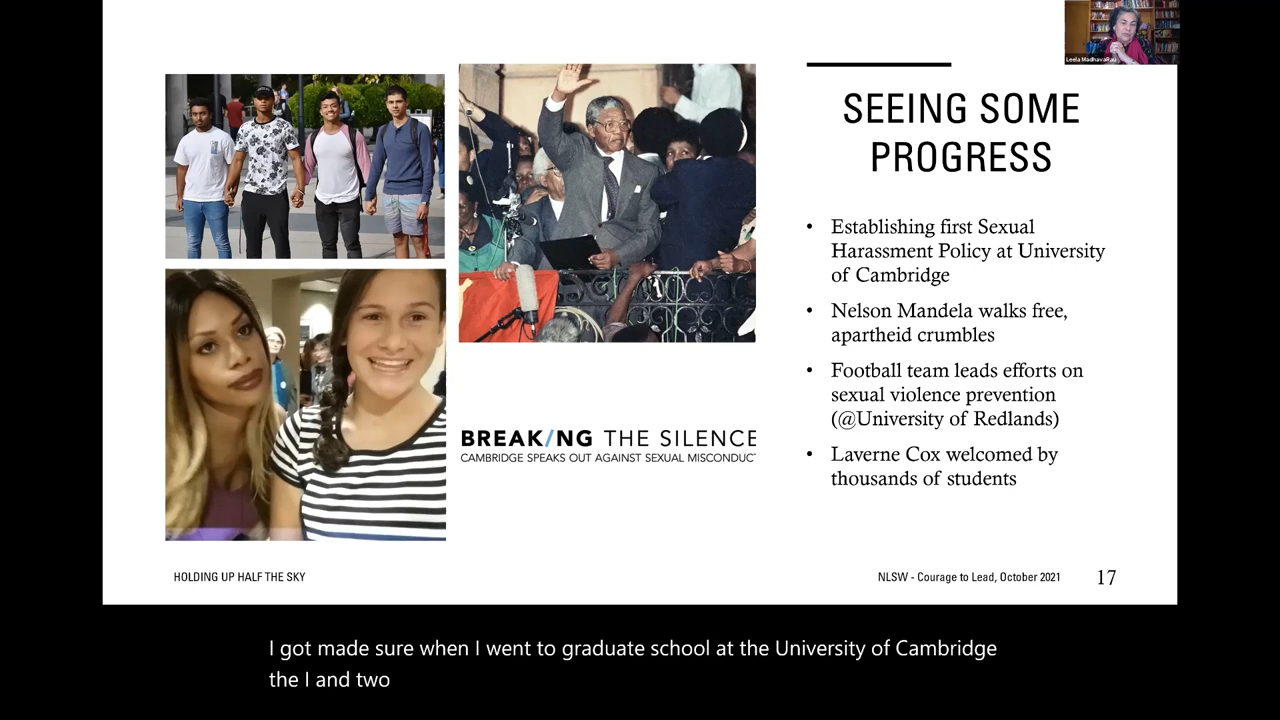 Leela MadhavaRau
SEEING SOME
PROGRESS
• Establishing first Sexual
Harassment Policy at University
of Cambridge
• Nelson Mandela walks free,
apartheid crumbles
• Football team leads efforts on
sexual violence prevention
(@University of Redlands)
• Laverne Cox welcomed by
thousands of students
BREAK/NG THE SILENCE
CAMBRIDGE SPEAKS OUT AGAINST SEXUAL MISCONDUC
HOLDING UP HALF THE SKY
NLSW - Courage to Lead, October 2021
17
I got made sure when I went to graduate school at the University of Cambridge
the I and two